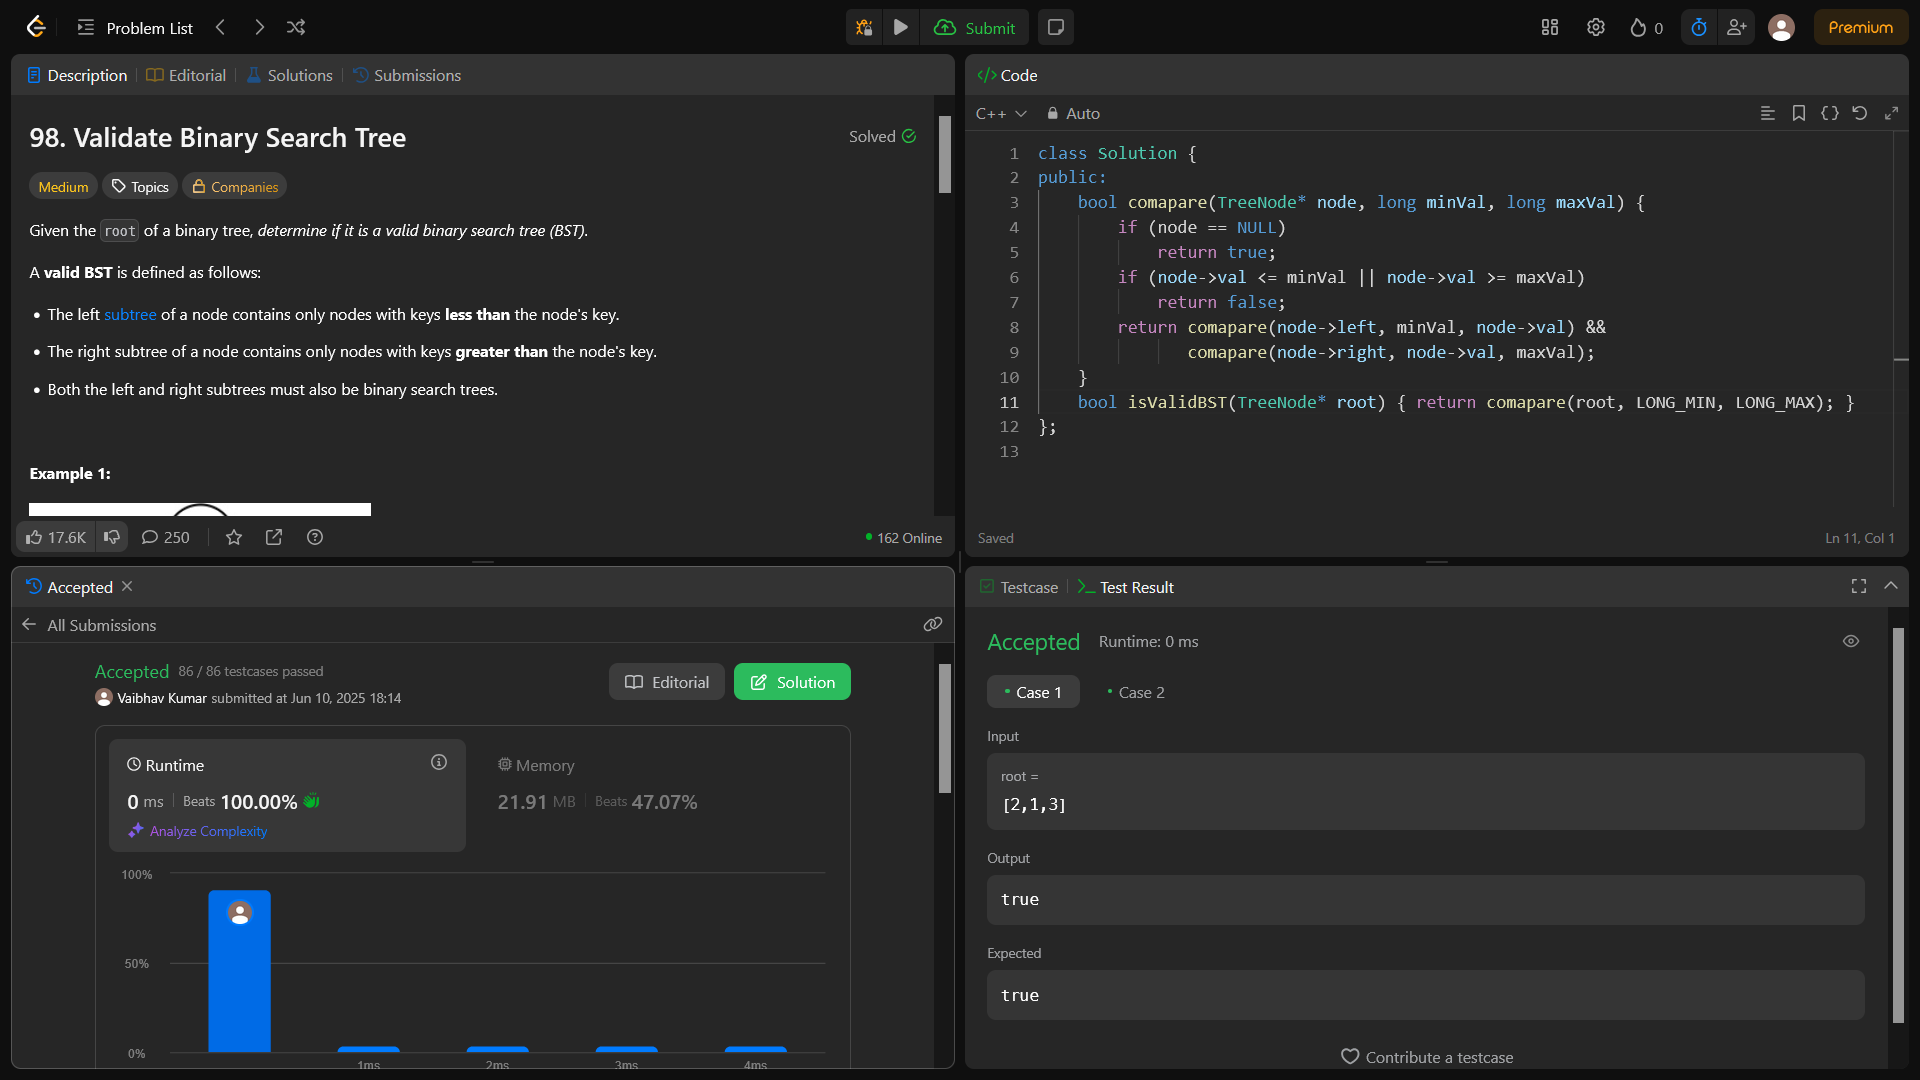 Problem List
Submit
0
Premium
Description
Editorial
Solutions
Submissions
98. Validate Binary Search Tree
Solved
Medium
Topics
Companies
Given the root of a binary tree, determine if it is a valid binary search tree (BST).
A valid BST is defined as follows:
• The left subtree of a node contains only nodes with keys less than the node's key.
• The right subtree of a node contains only nodes with keys greater than the node's key.
• Both the left and right subtrees must also be binary search trees.
Example 1:
17.6K
250
162 Online
</> Code
C++
Auto
1 class Solution {
2 public:
3 bool comapare(TreeNode* node, long minVal, long maxVal) {
4 if (node == NULL)
5 return true;
6 if (node->val <= minVal || node->val >= maxVal)
7 return false;
8 return comapare(node->left, minVal, node->val) &&
9 comapare(node->right, node->val, maxVal);
10 }
11 bool isValidBST(TreeNode* root) { return comapare(root, LONG_MIN, LONG_MAX); }
12 };
13
Saved
Ln 11, Col 1
Accepted
All Submissions
Accepted 86 / 86 testcases passed
Vaibhav Kumar submitted at Jun 10, 2025 18:14
Editorial
Solution
Runtime
0 ms | Beats 100.00%
Analyze Complexity
Memory
21.91 MB | Beats 47.07%
100%
50%
0%
1ms
2ms
3ms
4ms
Testcase
Test Result
Accepted Runtime: 0 ms
• Case 1
• Case 2
Input
root =
[2,1,3]
Output
true
Expected
true
Contribute a testcase